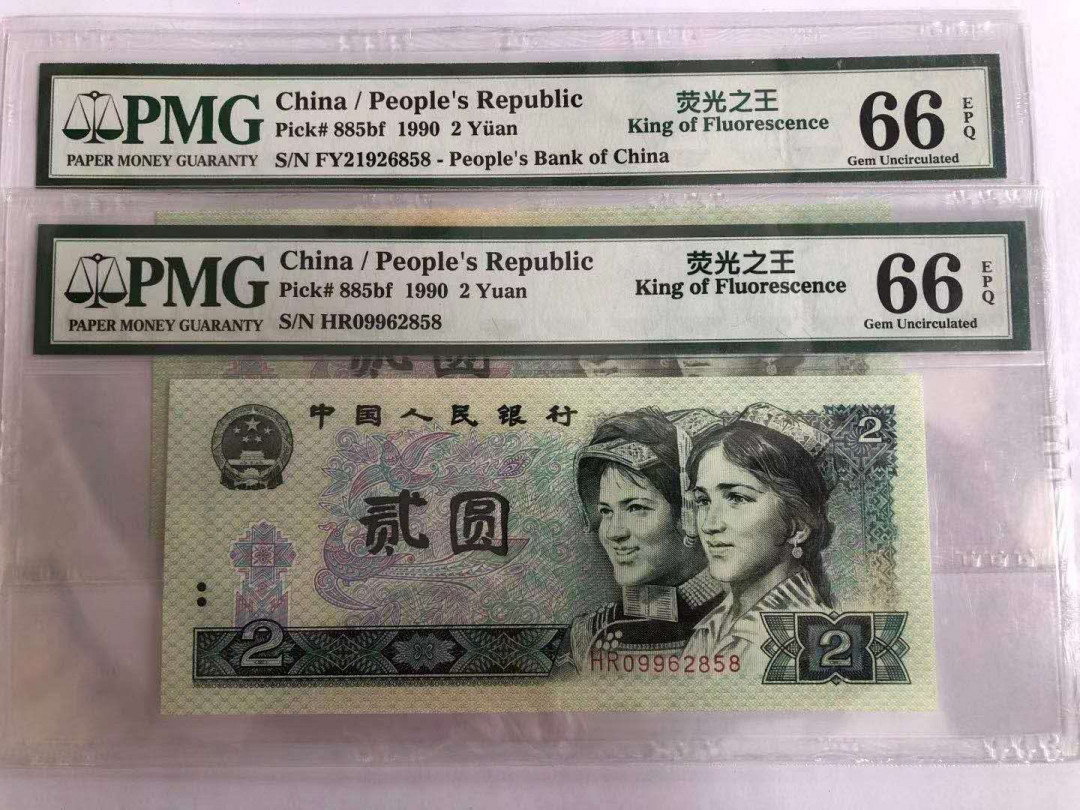 PMG
PAPER MONEY GUARANTY
China / People's Republic
Pick# 885bf 1990 2 Yüan
S/N FY21926858 - People's Bank of China
荧光之王
King of Fluorescence
66
EPQ
Gem Uncirculated
PMG
PAPER MONEY GUARANTY
China / People's Republic
Pick# 885bf 1990 2 Yuan
S/N HR09962858
荧光之王
King of Fluorescence
66
EPQ
Gem Uncirculated
贰圆
中国人民银行
2
贰圆
2
HR09962858
2